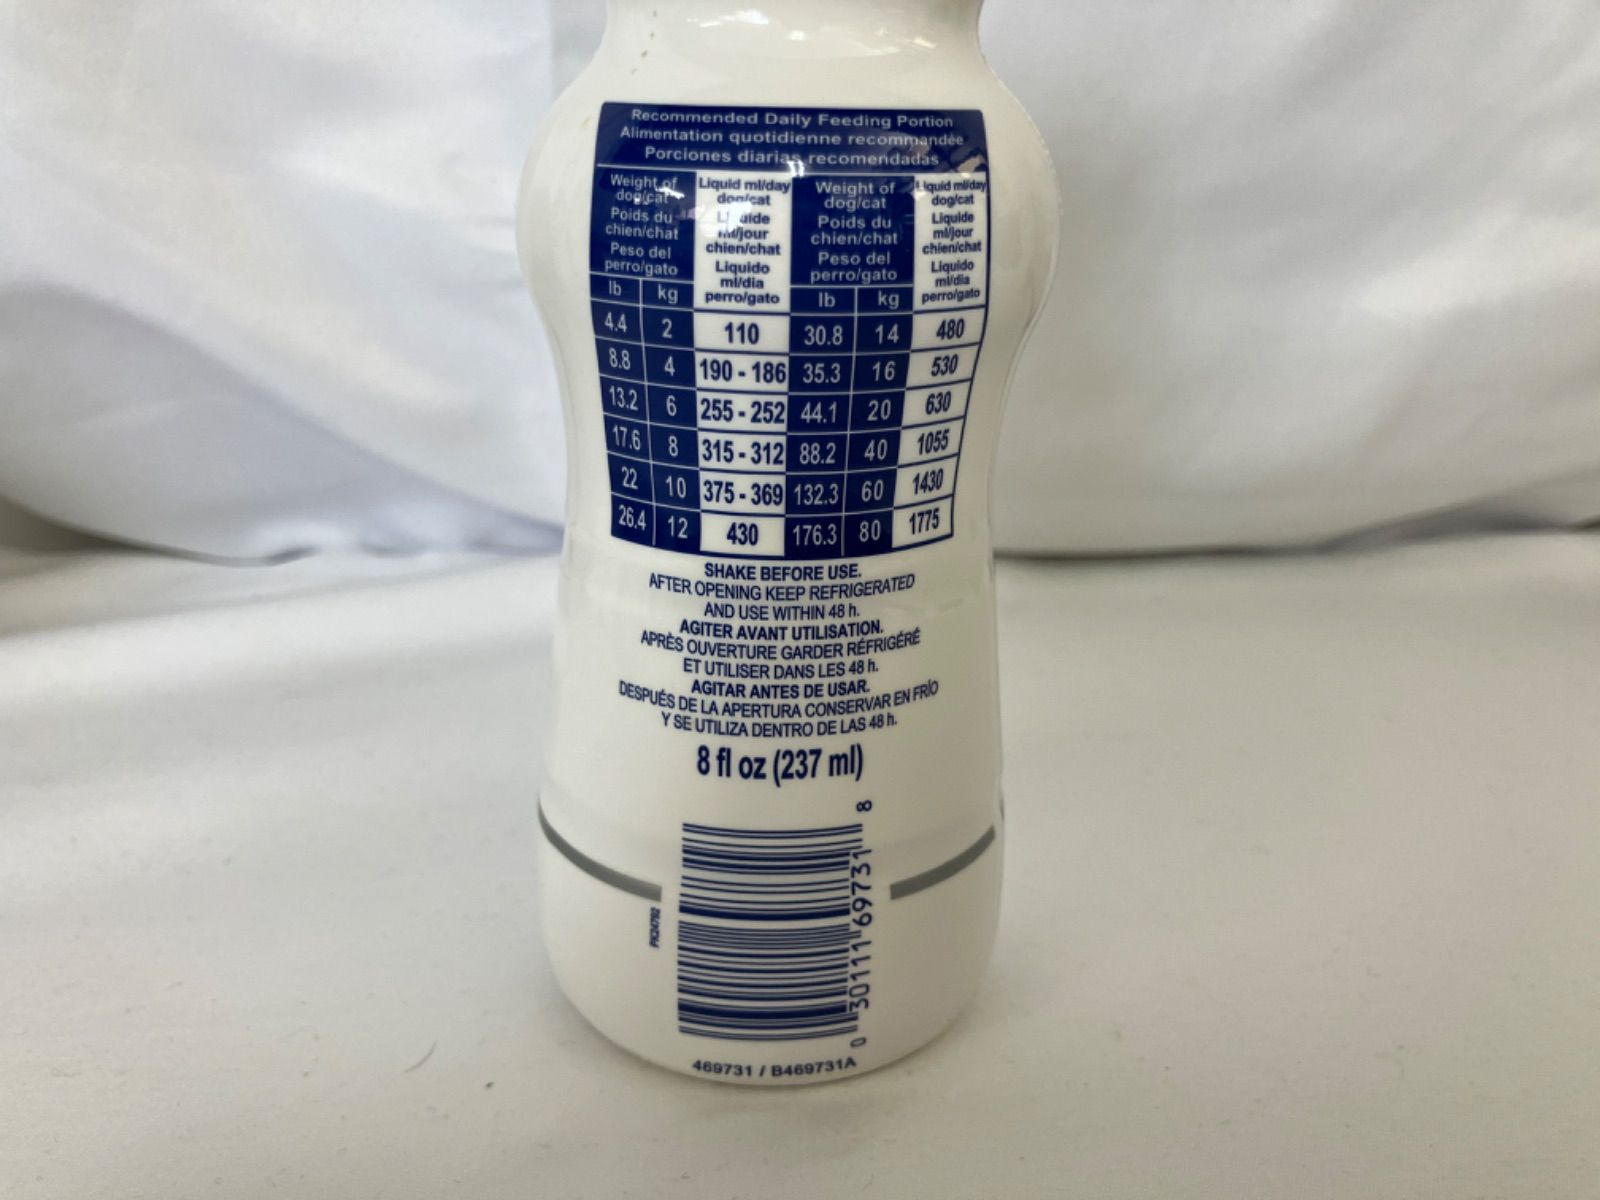 Recommended Daily Feeding Portion
Alimentation quotidienne recommandée
Porciones diarias recomendadas
Weight of dog/cat
Poids du chien/chat
Peso del perro/gato
Liquid ml/day dog/cat
Liquide ml/jour chien/chat
Liquido ml/dia perro/gato
Weight of dog/cat
Poids du chien/chat
Peso del perro/gato
Liquid ml/day dog/cat
Liquide ml/jour chien/chat
Liquido ml/dia perro/gato
lb kg lb kg
4.4 2 110 30.8 14 480
8.8 4 190 - 186 35.3 16 530
13.2 6 255 - 252 44.1 20 630
17.6 8 315 - 312 88.2 40 1055
22 10 375 - 369 132.3 60 1430
26.4 12 430 176.3 80 1775
SHAKE BEFORE USE.
AFTER OPENING KEEP REFRIGERATED
AND USE WITHIN 48 h.
AGITER AVANT UTILISATION.
APRÈS OUVERTURE GARDER RÉFRIGÉRÉ
ET UTILISER DANS LES 48 h.
AGITAR ANTES DE USAR.
DESPUÉS DE LA APERTURA CONSERVAR EN FRÍO
Y SE UTILIZA DENTRO DE LAS 48 h.
8 fl oz (237 ml)
0 30111 69731 8
469731 / B469731A